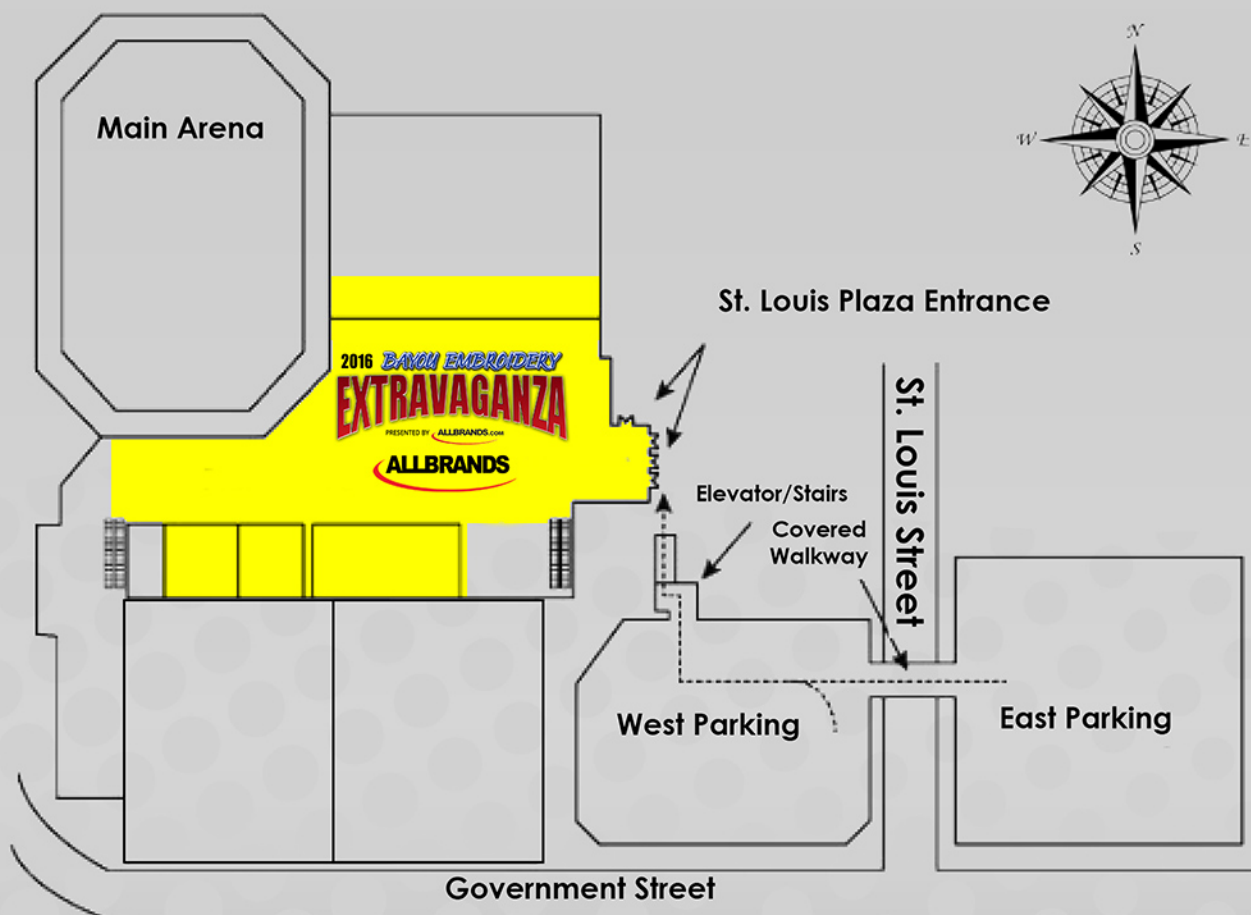 N
W
E
S
Main Arena
St. Louis Plaza Entrance
2016 BAYOU EMBROIDERY
EXTRAVAGANZA
PRESENTED BY ALLBRANDS.COM
ALLBRANDS
St. Louis Street
Elevator/Stairs
Covered
Walkway
West Parking
East Parking
Government Street